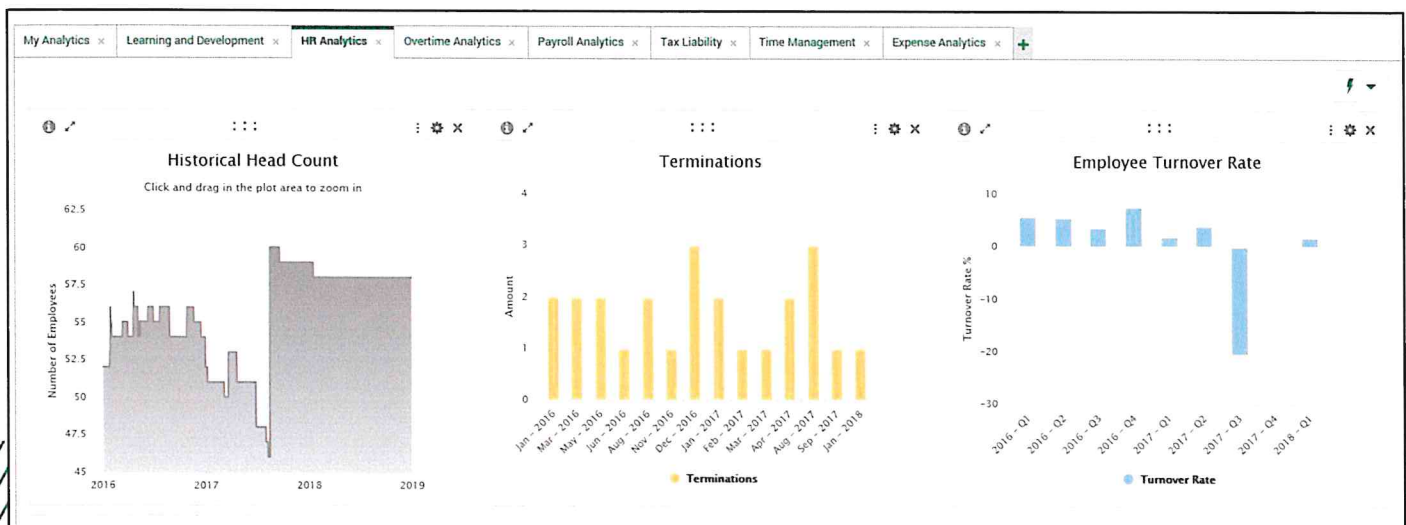 My Analytics × Learning and Development × HR Analytics × Overtime Analytics × Payroll Analytics × Tax Liability × Time Management × Expense Analytics × +
Historical Head Count
Click and drag in the plot area to zoom in
Number of Employees
62.5
60
57.5
55
52.5
50
47.5
45
2016 2017 2018 2019
Terminations
Amount
4
3
2
1
0
Jan - 2016 Mar - 2016 May - 2016 Jun - 2016 Aug - 2016 Nov - 2016 Dec - 2016 Jan - 2017 Feb - 2017 Mar - 2017 Apr - 2017 Aug - 2017 Sep - 2017 Jan - 2018
Terminations
Employee Turnover Rate
Turnover Rate %
10
0
-10
-20
-30
2016 - Q1 2016 - Q2 2016 - Q3 2016 - Q4 2017 - Q1 2017 - Q2 2017 - Q3 2017 - Q4 2018 - Q1
Turnover Rate